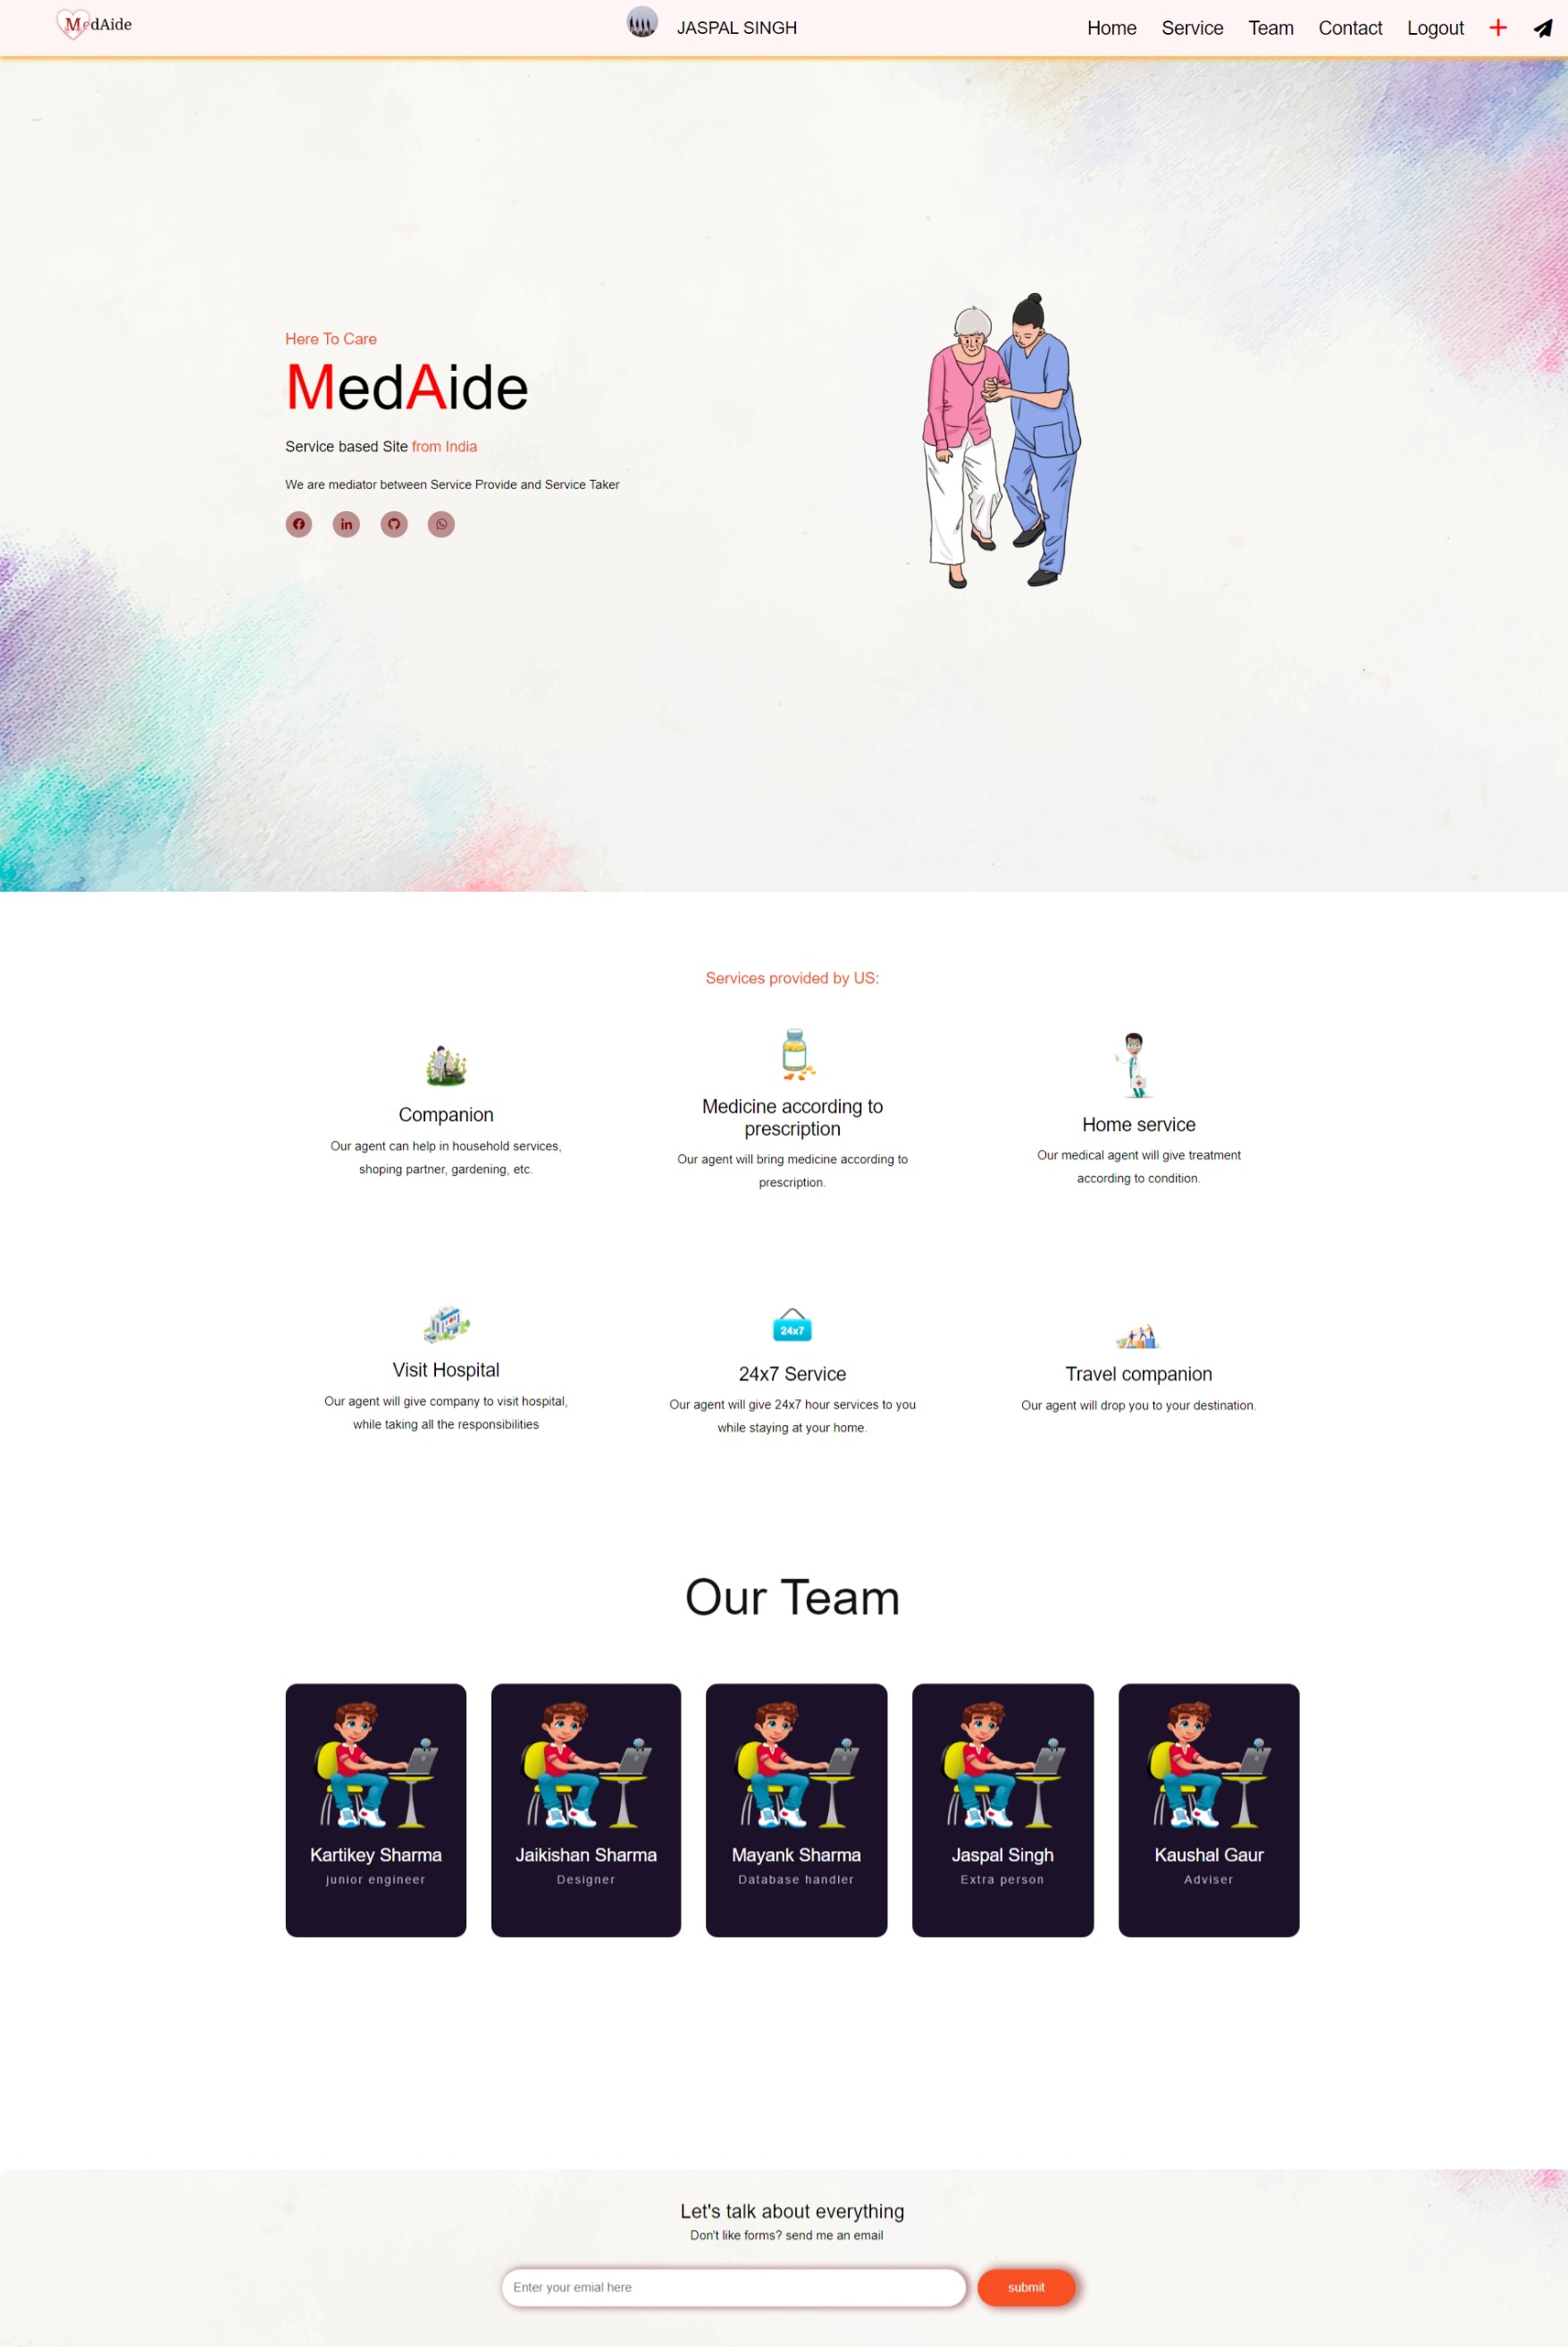 MedAide
JASPAL SINGH
Home Service Team Contact Logout
Here To Care
MedAide
Service based Site from India
We are mediator between Service Provide and Service Taker
Services provided by US:
Companion
Our agent can help in household services,
shoping partner, gardening, etc.
Medicine according to
prescription
Our agent will bring medicine according to
prescription.
Home service
Our medical agent will give treatment
according to condition.
Visit Hospital
Our agent will give company to visit hospital,
while taking all the responsibilities
24x7
24x7 Service
Our agent will give 24x7 hour services to you
while staying at your home.
Travel companion
Our agent will drop you to your destination.
Our Team
Kartikey Sharma
junior engineer
Jaikishan Sharma
Designer
Mayank Sharma
Database handler
Jaspal Singh
Extra person
Kaushal Gaur
Adviser
Let's talk about everything
Don't like forms? send me an email
Enter your emial here
submit